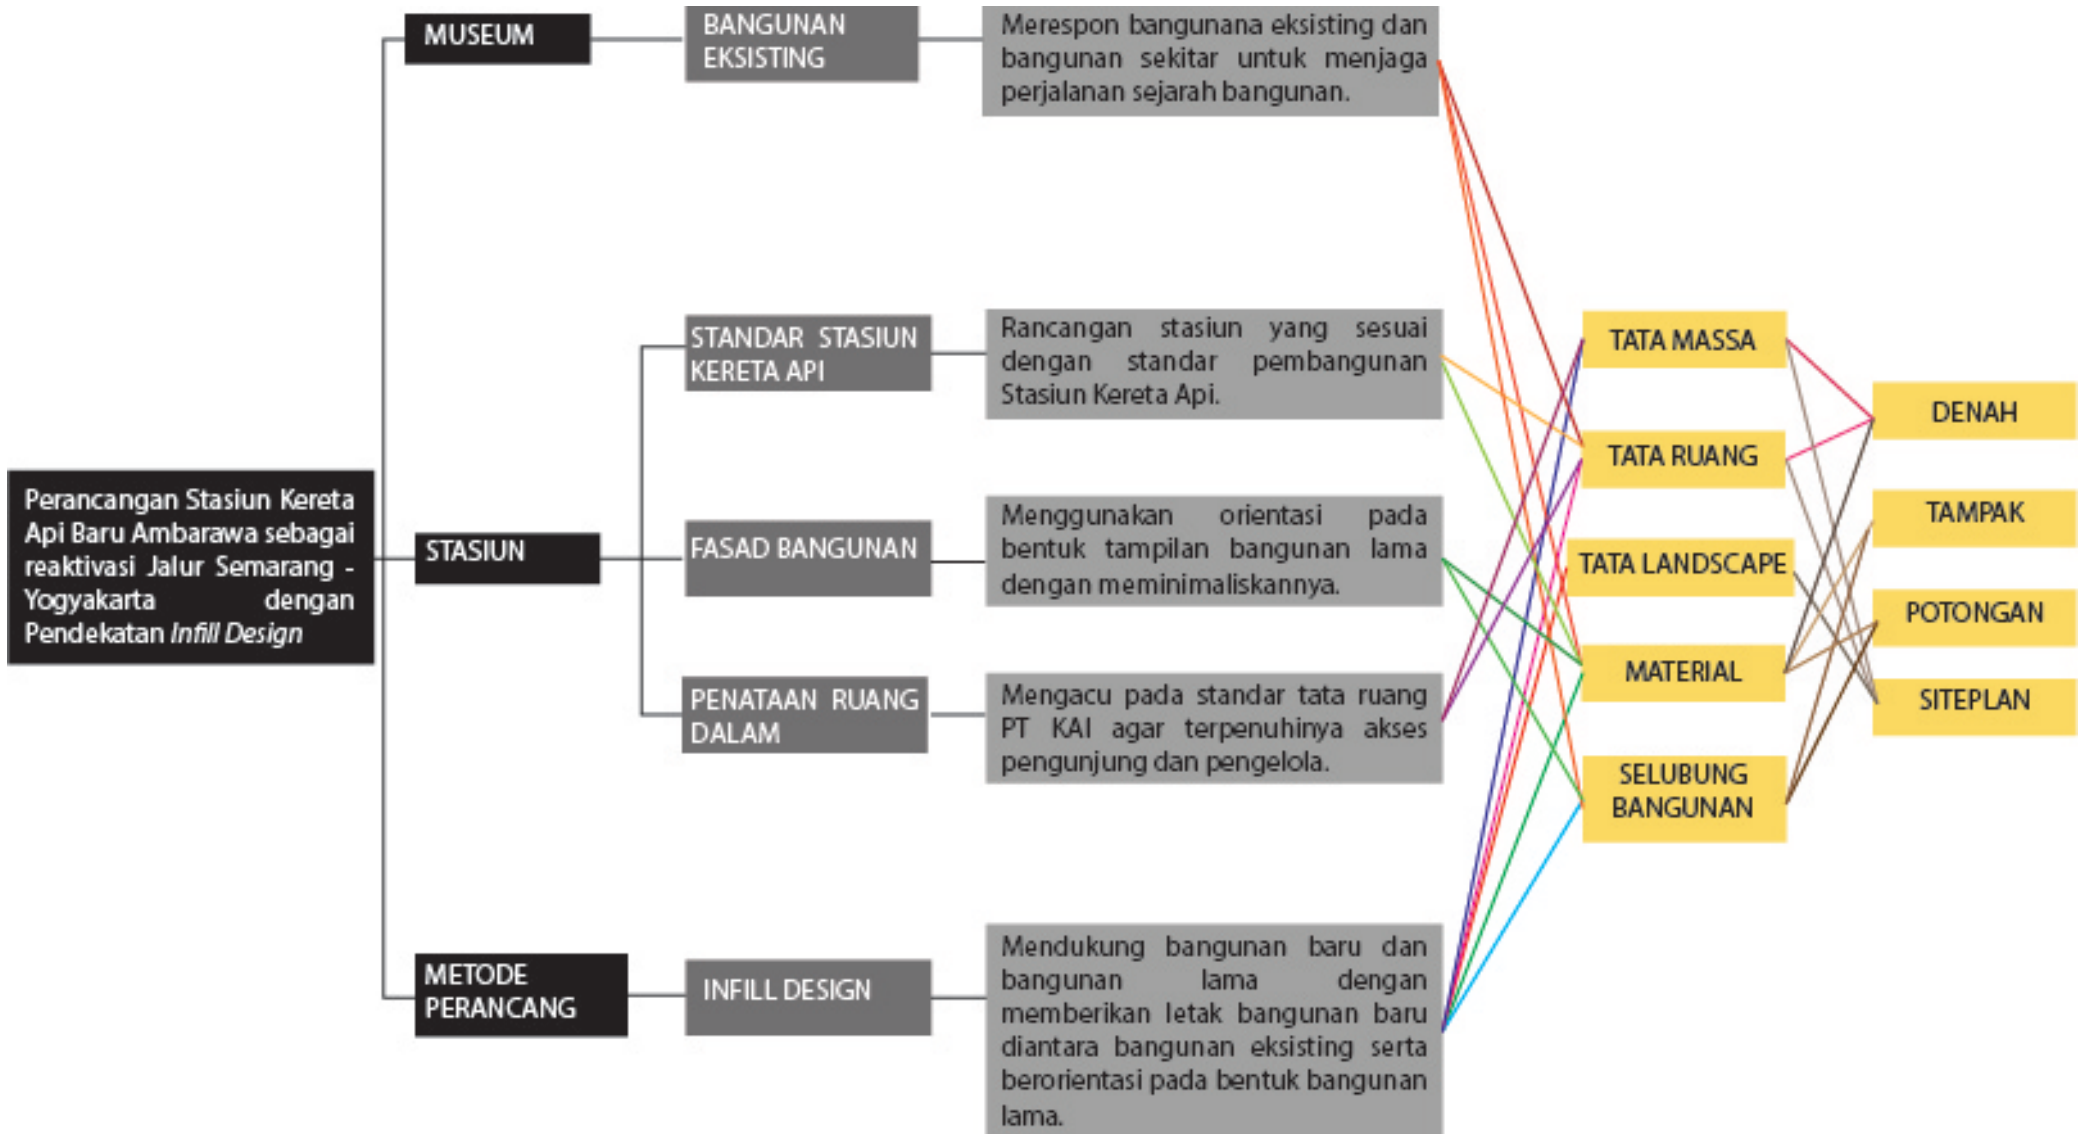 Perancangan Stasiun Kereta
Api Baru Ambarawa sebagai
reaktivasi Jalur Semarang -
Yogyakarta dengan
Pendekatan Infill Design
MUSEUM
BANGUNAN
EKSISTING
Merespon bangunana eksisting dan
bangunan sekitar untuk menjaga
perjalanan sejarah bangunan.
STASIUN
STANDAR STASIUN
KERETA API
Rancangan stasiun yang sesuai
dengan standar pembangunan
Stasiun Kereta Api.
FASAD BANGUNAN
Menggunakan orientasi pada
bentuk tampilan bangunan lama
dengan meminimaliskannya.
PENATAAN RUANG
DALAM
Mengacu pada standar tata ruang
PT KAI agar terpenuhinya akses
pengunjung dan pengelola.
METODE
PERANCANG
INFILL DESIGN
Mendukung bangunan baru dan
bangunan lama dengan
memberikan letak bangunan baru
diantara bangunan eksisting serta
berorientasi pada bentuk bangunan
lama.
TATA MASSA
TATA RUANG
TATA LANDSCAPE
MATERIAL
SELUBUNG
BANGUNAN
DENAH
TAMPAK
POTONGAN
SITEPLAN